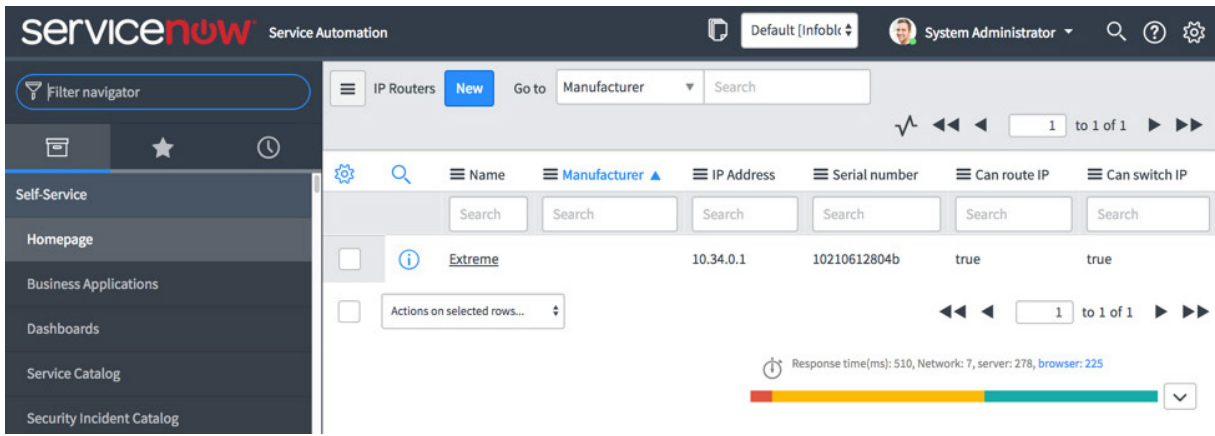 servicenow Service Automation
Default [Infoblc
System Administrator
Filter navigator
Self-Service
Homepage
Business Applications
Dashboards
Service Catalog
Security Incident Catalog
IP Routers New Go to Manufacturer Search
1 to 1 of 1
Name Manufacturer IP Address Serial number Can route IP Can switch IP
Search Search Search Search Search Search
Extreme 10.34.0.1 10210612804b true true
Actions on selected rows...
1 to 1 of 1
Response time(ms): 510, Network: 7, server: 278, browser: 225